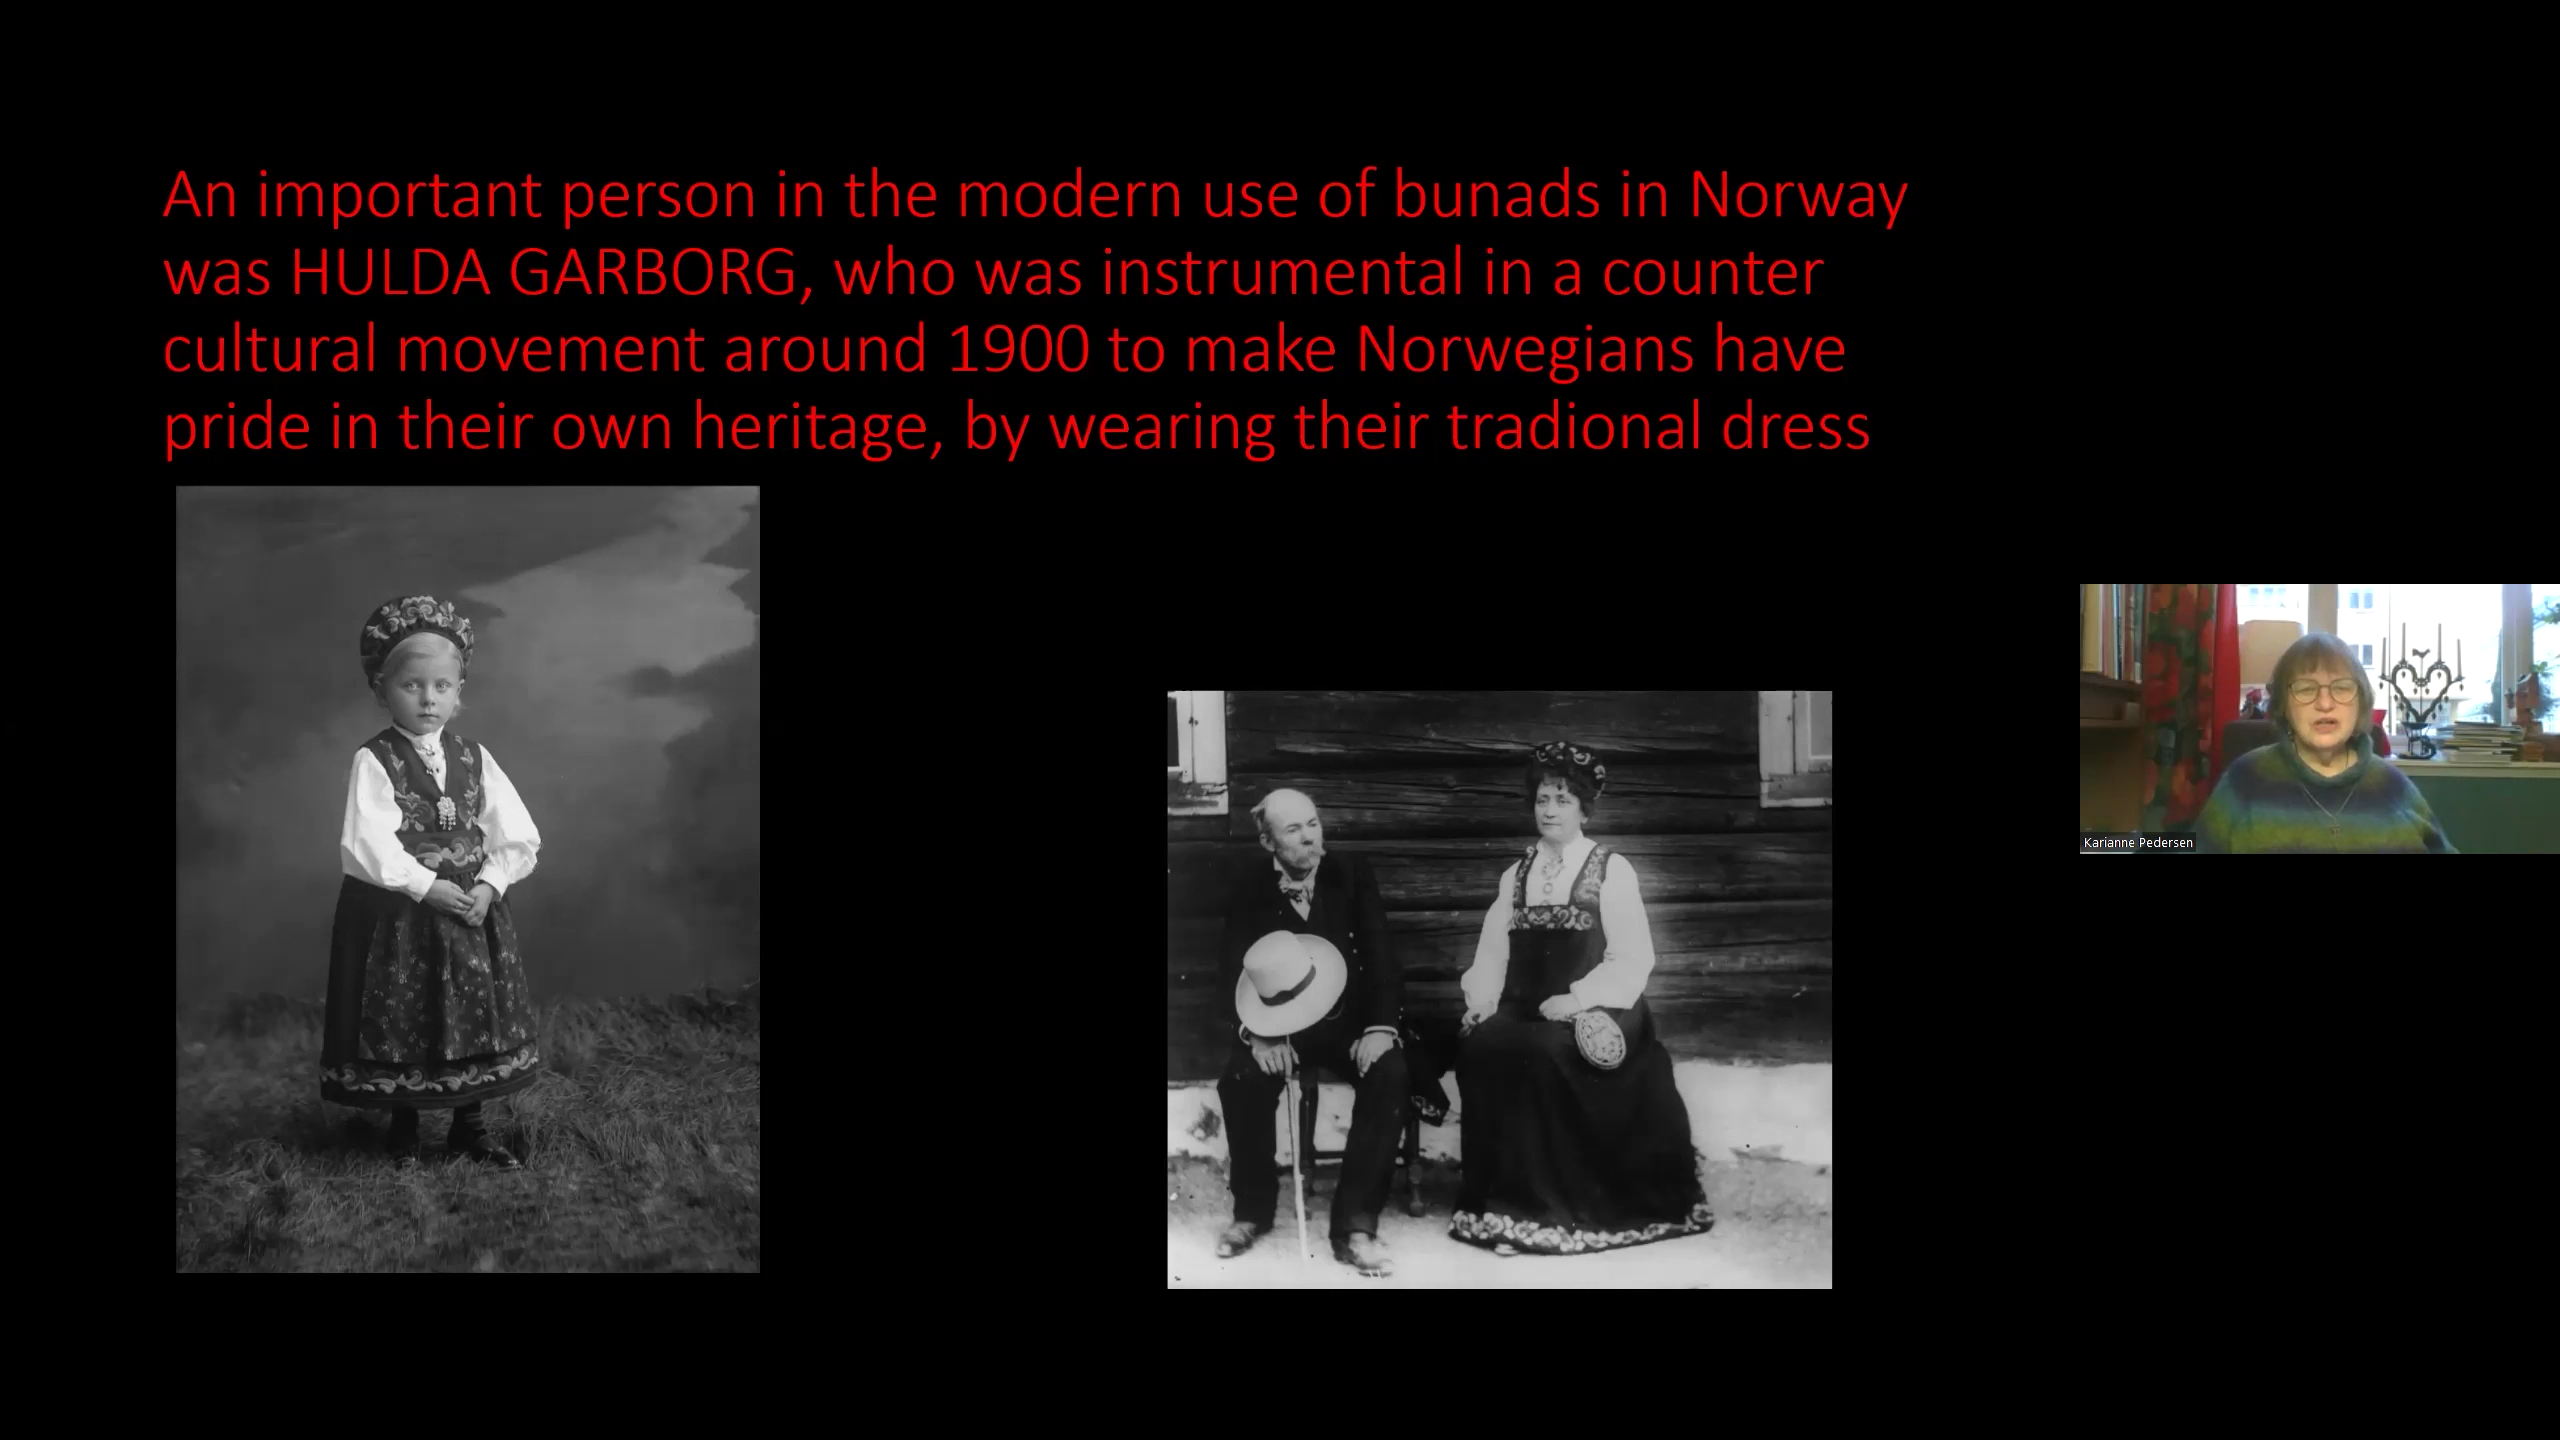 An important person in the modern use of bunads in Norway
was HULDA GARBORG, who was instrumental in a counter
cultural movement around 1900 to make Norwegians have
pride in their own heritage, by wearing their tradional dress
Karianne Pedersen